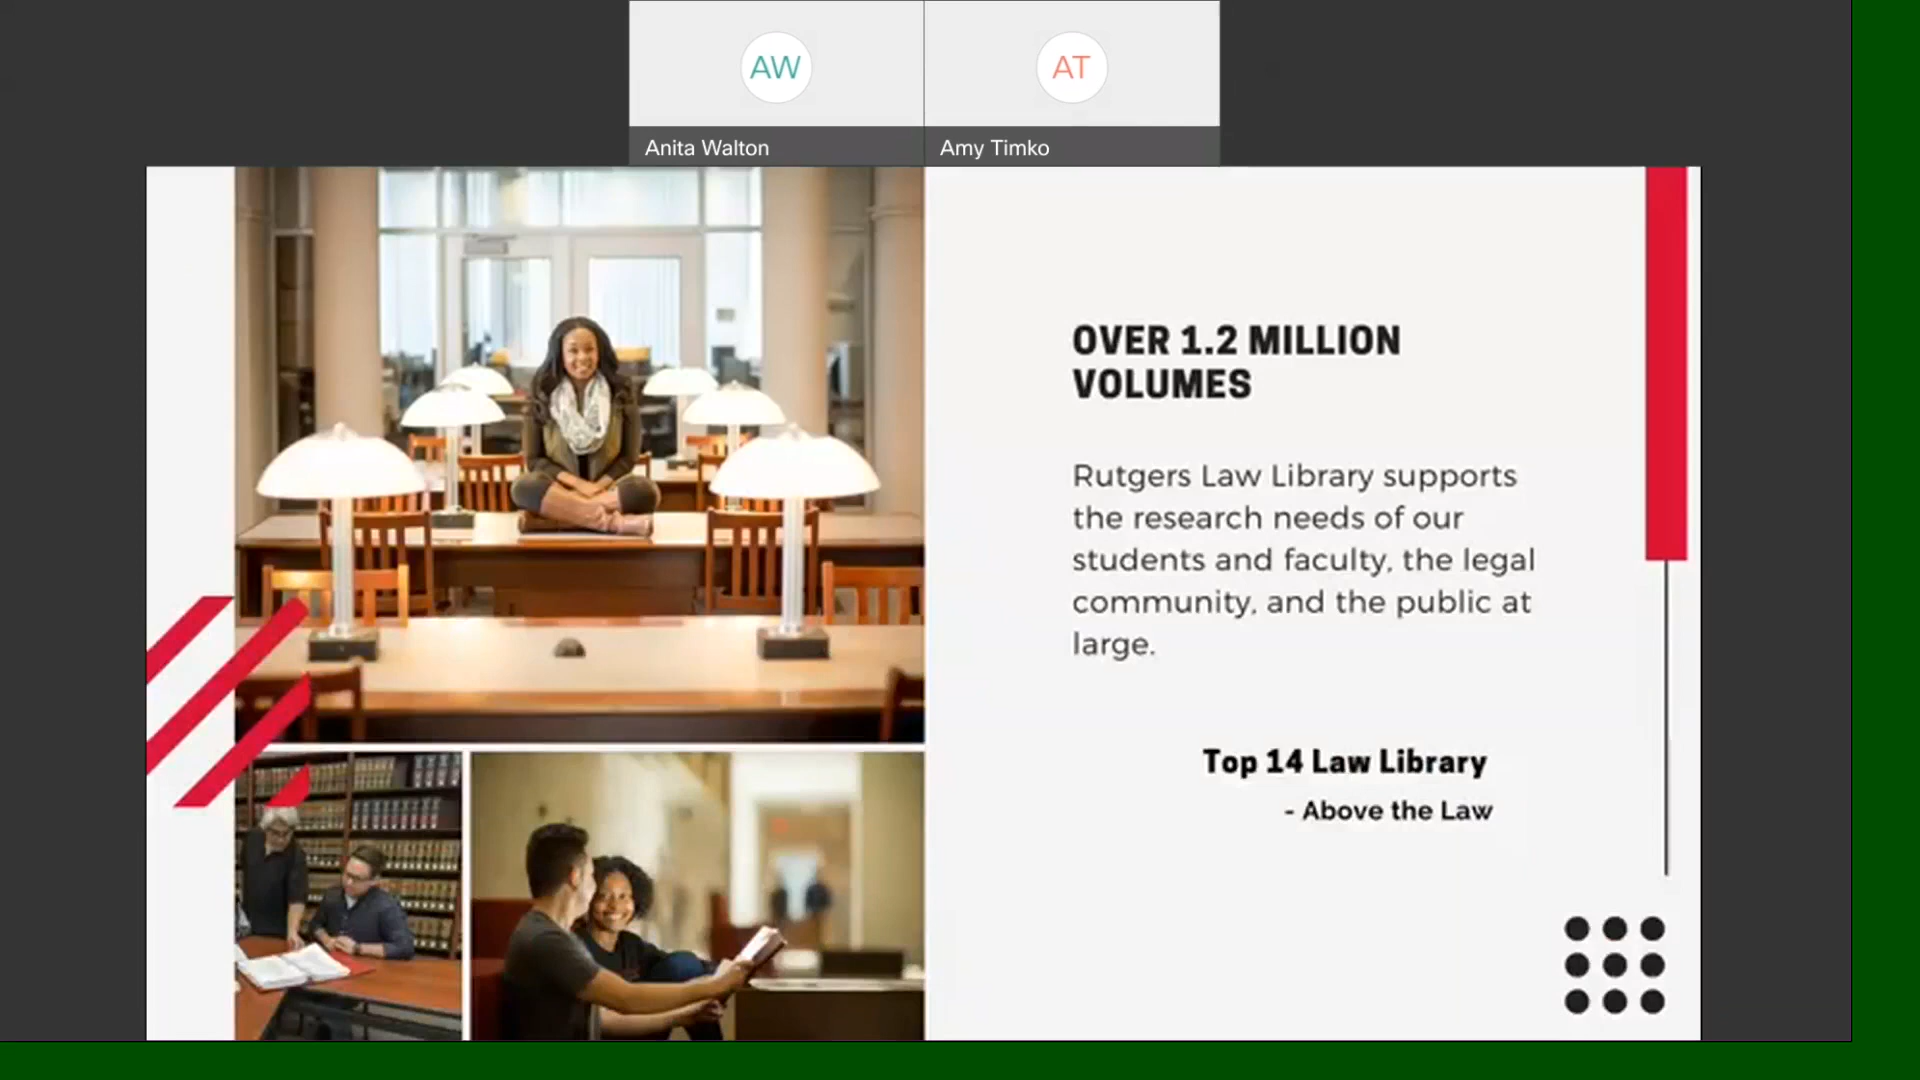 AW
AT
Anita Walton
Amy Timko
OVER 1.2 MILLION
VOLUMES
Rutgers Law Library supports
the research needs of our
students and faculty, the legal
community, and the public at
large.
Top 14 Law Library
- Above the Law